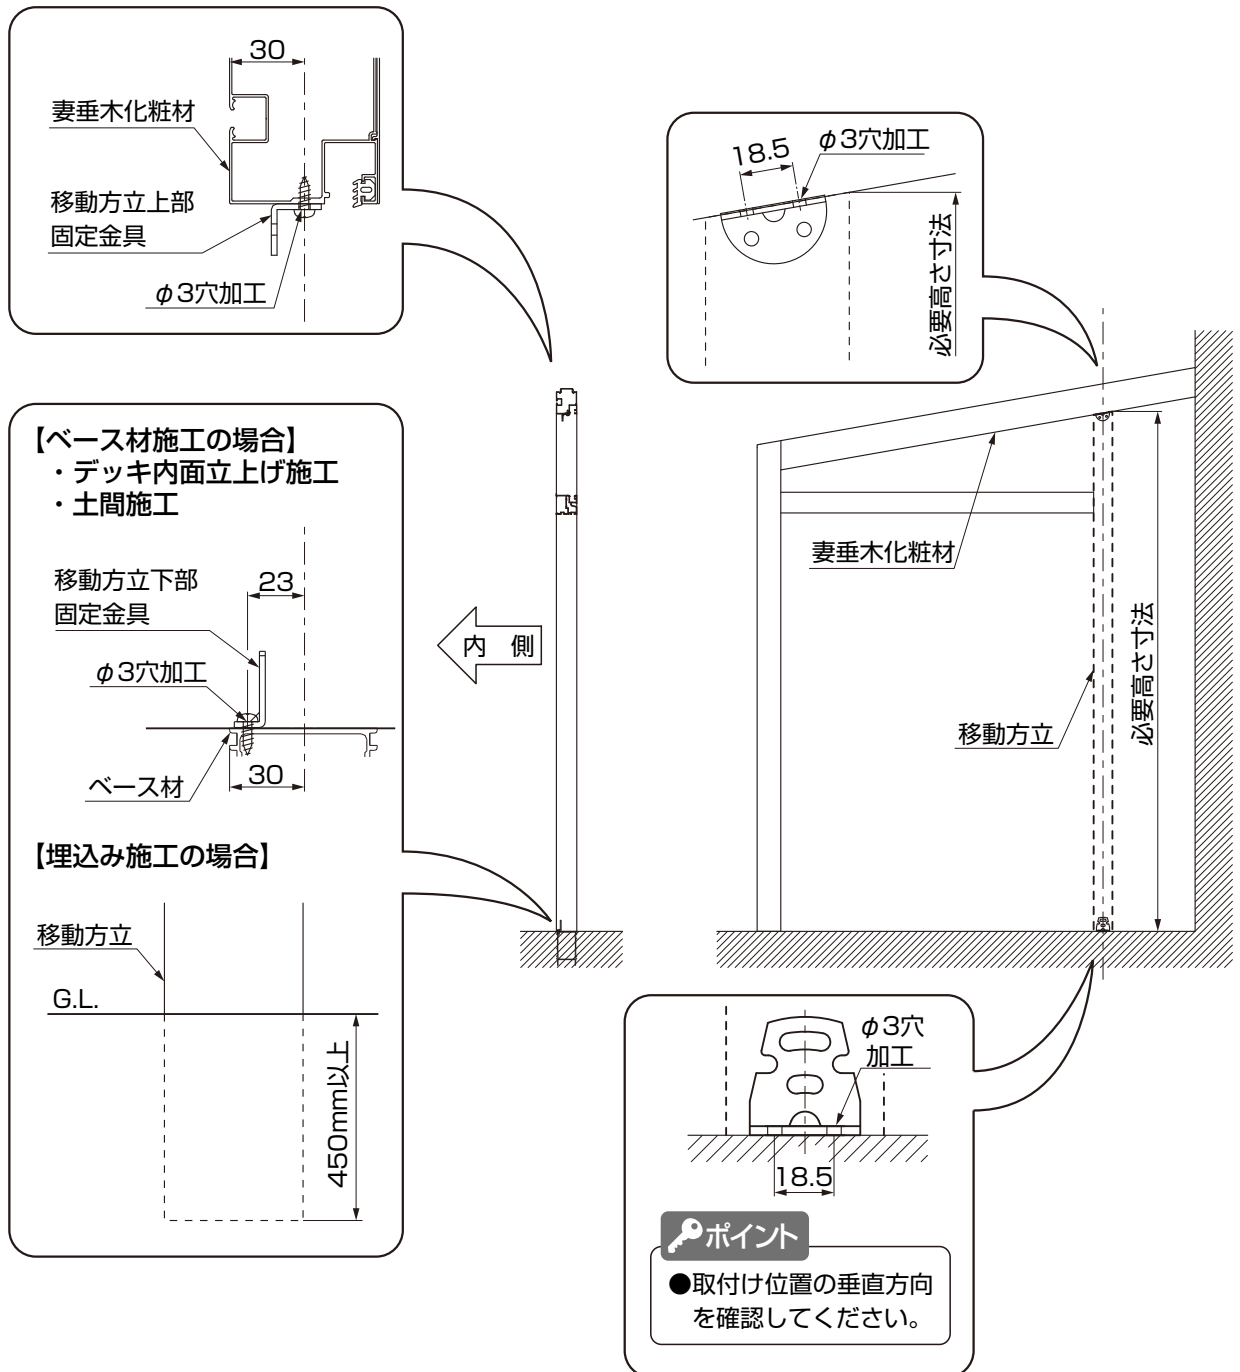 30
妻垂木化粧材
移動方立上部
固定金具
φ3穴加工
18.5
φ3穴加工
必要高さ寸法
【ベース材施工の場合】
・デッキ内面立上げ施工
・土間施工
移動方立下部
固定金具
23
φ3穴加工
ベース材
30
【埋込み施工の場合】
移動方立
G.L.
450mm以上
内 側
妻垂木化粧材
移動方立
必要高さ寸法
φ3穴
加工
18.5
ポイント
●取付け位置の垂直方向
を確認してください。